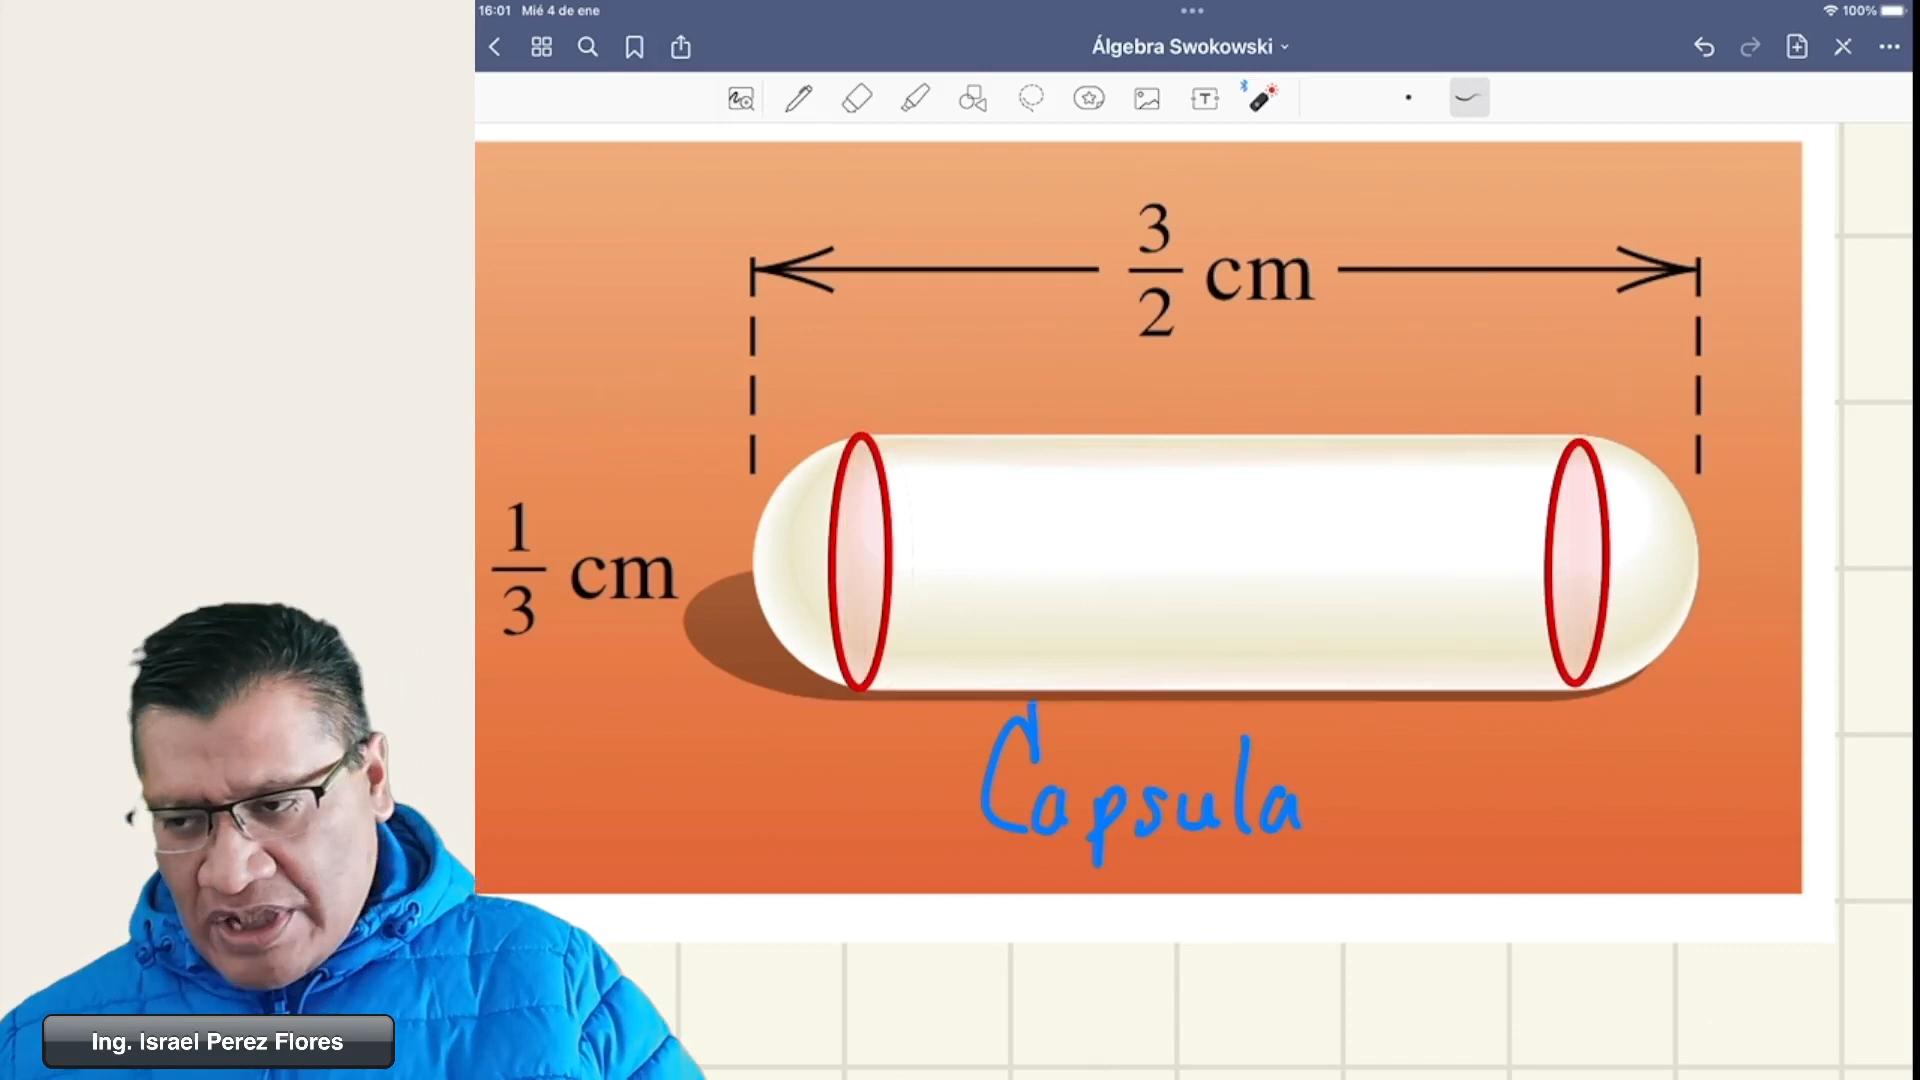 16:01 Mié 4 de ene
100%
Álgebra Swokowski
T
3/2 cm
1/3 cm
Capsula
Ing. Israel Perez Flores